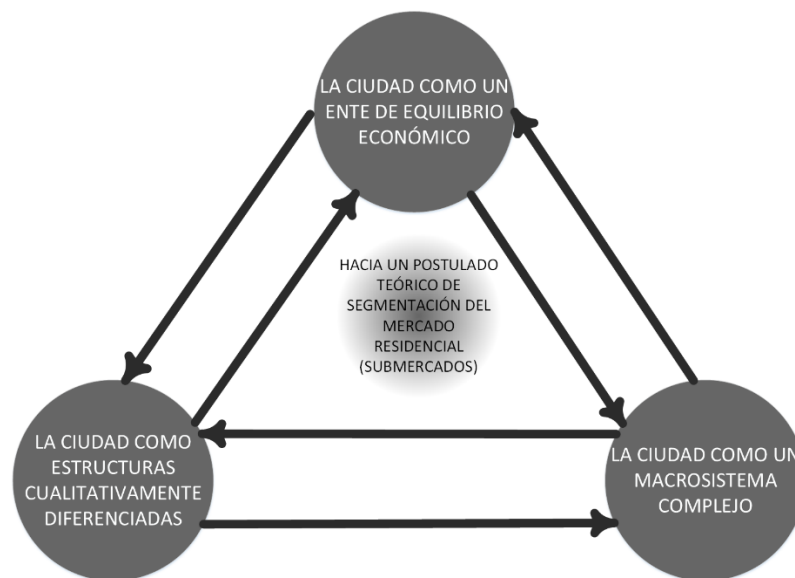 LA CIUDAD COMO UN
ENTE DE EQUILIBRIO
ECONÓMICO
HACIA UN POSTULADO
TEÓRICO DE
SEGMENTACIÓN DEL
MERCADO
RESIDENCIAL
(SUBMERCADOS)
LA CIUDAD COMO
ESTRUCTURAS
CUALITATIVAMENTE
DIFERENCIADAS
LA CIUDAD COMO UN
MACROSISTEMA
COMPLEJO